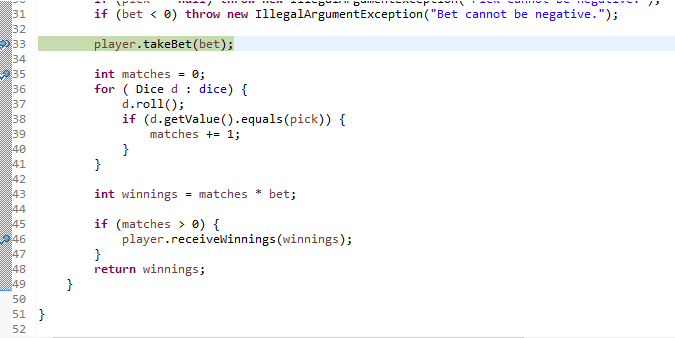 31 if (bet < 0) throw new IllegalArgumentException("Bet cannot be negative.");
32
33 player.takeBet(bet);
34
35 int matches = 0;
36 for ( Dice d : dice) {
37 d.roll();
38 if (d.getValue().equals(pick)) {
39 matches += 1;
40 }
41 }
42
43 int winnings = matches * bet;
44
45 if (matches > 0) {
46 player.receiveWinnings(winnings);
47 }
48 return winnings;
49 }
50
51 }
52